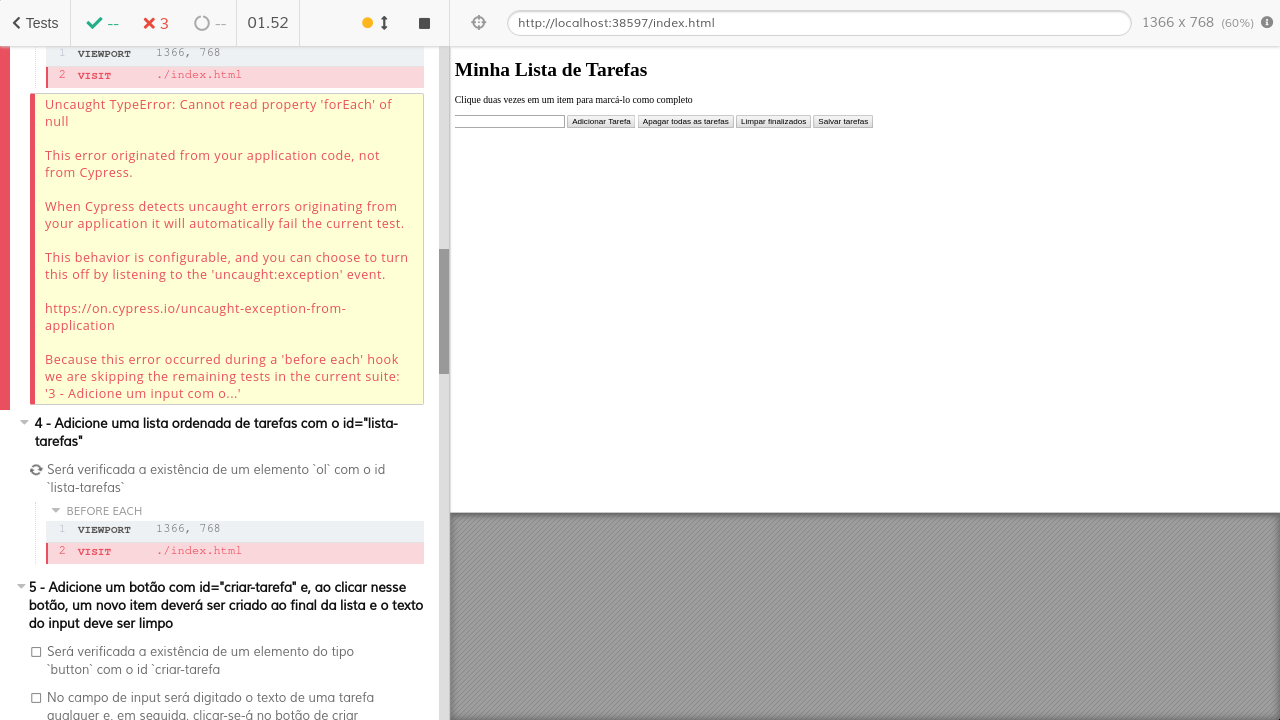 Tests
--
3
--
01.52
http://localhost:38597/index.html
1366 x 768 (60%)
1 VIEWPORT 1366, 768
2 VISIT ./index.html
Uncaught TypeError: Cannot read property 'forEach' of
null
This error originated from your application code, not
from Cypress.
When Cypress detects uncaught errors originating from
your application it will automatically fail the current test.
This behavior is configurable, and you can choose to turn
this off by listening to the 'uncaught:exception' event.
https://on.cypress.io/uncaught-exception-from-
application
Because this error occurred during a 'before each' hook
we are skipping the remaining tests in the current suite:
'3 - Adicione um input com o...'
4 - Adicione uma lista ordenada de tarefas com o id="lista-
tarefas"
Será verificada a existência de um elemento `ol` com o id
`lista-tarefas`
BEFORE EACH
1 VIEWPORT 1366, 768
2 VISIT ./index.html
5 - Adicione um botão com id="criar-tarefa" e, ao clicar nesse
botão, um novo item deverá ser criado ao final da lista e o texto
do input deve ser limpo
Será verificada a existência de um elemento do tipo
`button` com o id `criar-tarefa
No campo de input será digitado o texto de uma tarefa
qualquer e, em seguida, clicar-se-á no botão de criar
Minha Lista de Tarefas
Clique duas vezes em um item para marcá-lo como completo
Adicionar Tarefa Apagar todas as tarefas Limpar finalizados Salvar tarefas